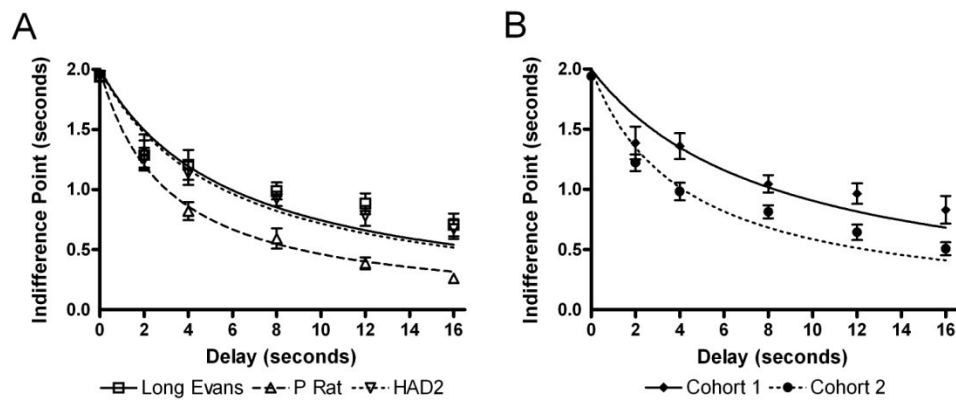 A
Indifference Point (seconds)
2.0
1.5
1.0
0.5
0.0
0 2 4 6 8 10 12 14 16
Delay (seconds)
Long Evans P Rat HAD2
B
Indifference Point (seconds)
2.0
1.5
1.0
0.5
0.0
0 2 4 6 8 10 12 14 16
Delay (seconds)
Cohort 1 Cohort 2